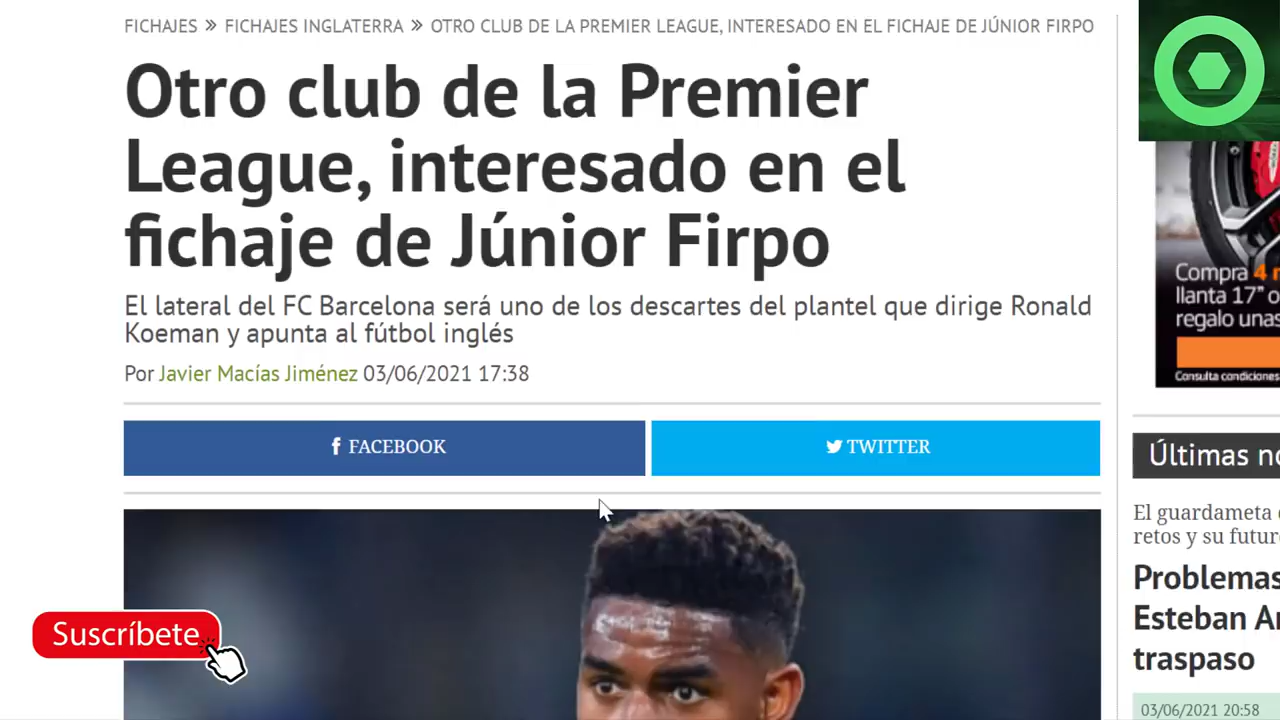 FICHAJES » FICHAJES INGLATERRA » OTRO CLUB DE LA PREMIER LEAGUE, INTERESADO EN EL FICHAJE DE JÚNIOR FIRPO
Otro club de la Premier
League, interesado en el
fichaje de Júnior Firpo
El lateral del FC Barcelona será uno de los descartes del plantel que dirige Ronald
Koeman y apunta al fútbol inglés
Por Javier Macías Jiménez 03/06/2021 17:38
FACEBOOK
TWITTER
Suscríbete
Compra 4
llanta 17" o
regalo unas
Consulta condiciones
Últimas
El guardameta
retos y su
Problemas
Esteban
traspaso
03/06/2021 20:58